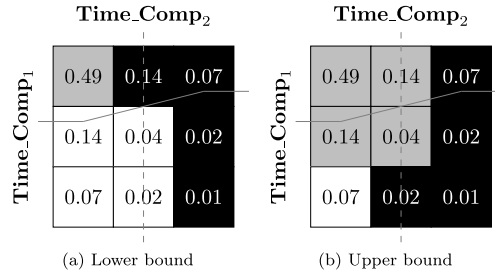 Time_Comp₂ Time_Comp₂
Time_Comp₁ Time_Comp₁
0.49 0.14 0.07 0.49 0.14 0.07
0.14 0.04 0.02 0.14 0.04 0.02
0.07 0.02 0.01 0.07 0.02 0.01
(a) Lower bound (b) Upper bound